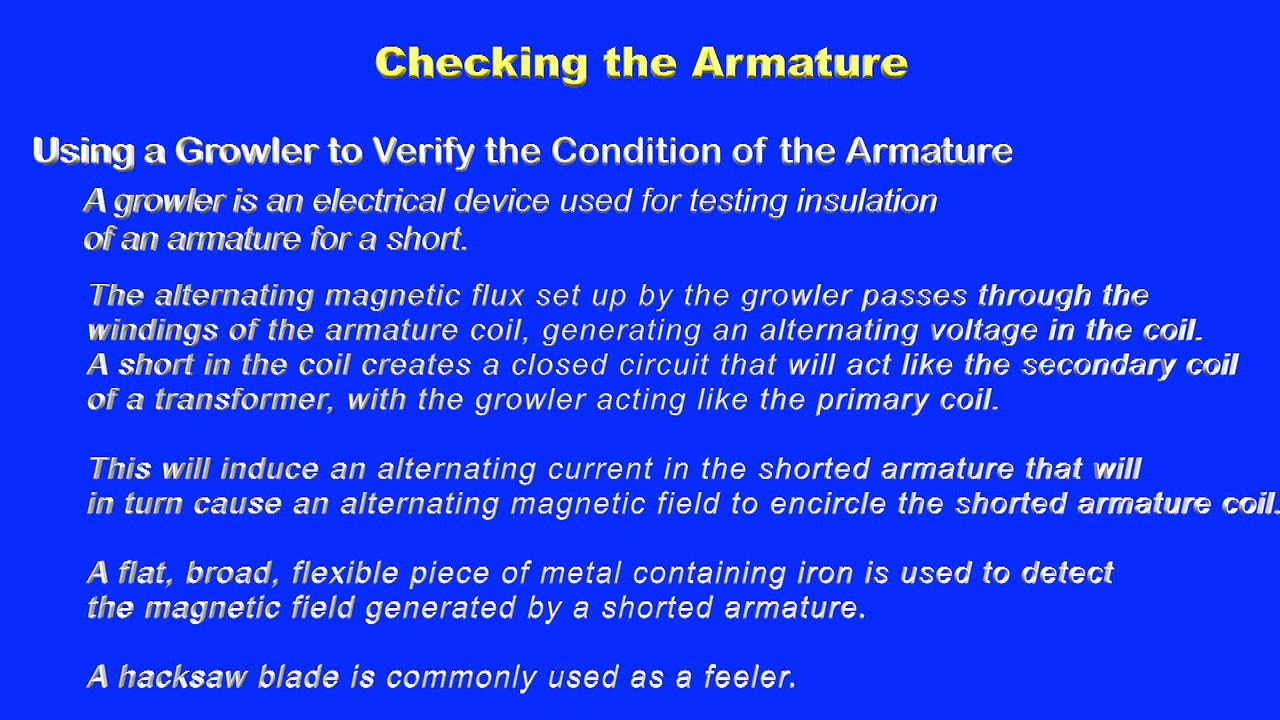 Checking the Armature
Using a Growler to Verify the Condition of the Armature
A growler is an electrical device used for testing insulation
of an armature for a short.
The alternating magnetic flux set up by the growler passes through the
windings of the armature coil, generating an alternating voltage in the coil.
A short in the coil creates a closed circuit that will act like the secondary coil
of a transformer, with the growler acting like the primary coil.
This will induce an alternating current in the shorted armature that will
in turn cause an alternating magnetic field to encircle the shorted armature coil.
A flat, broad, flexible piece of metal containing iron is used to detect
the magnetic field generated by a shorted armature.
A hacksaw blade is commonly used as a feeler.